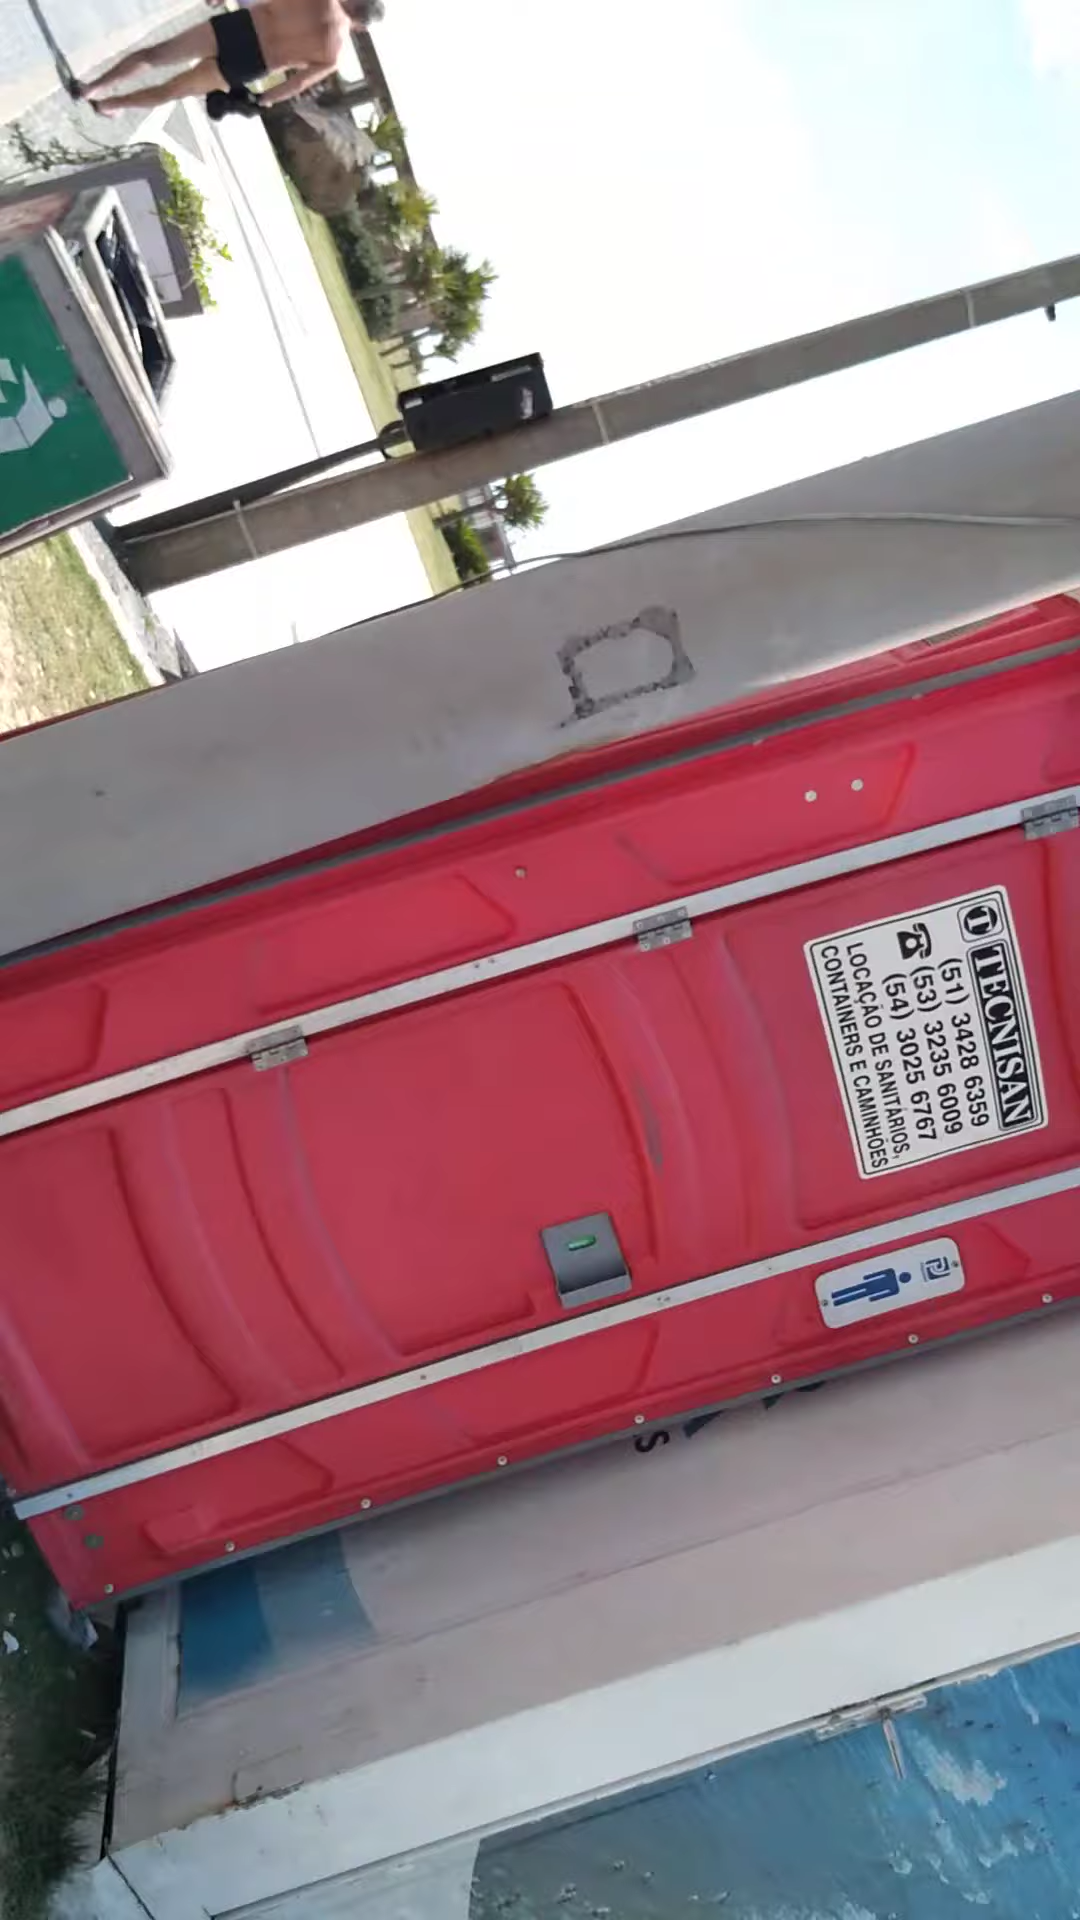 TECNISAN
(51) 3428 6359
(53) 3235 6009
(54) 3025 6767
LOCAÇÃO DE SANITÁRIOS,
CONTAINERS E CAMINHÕES
S